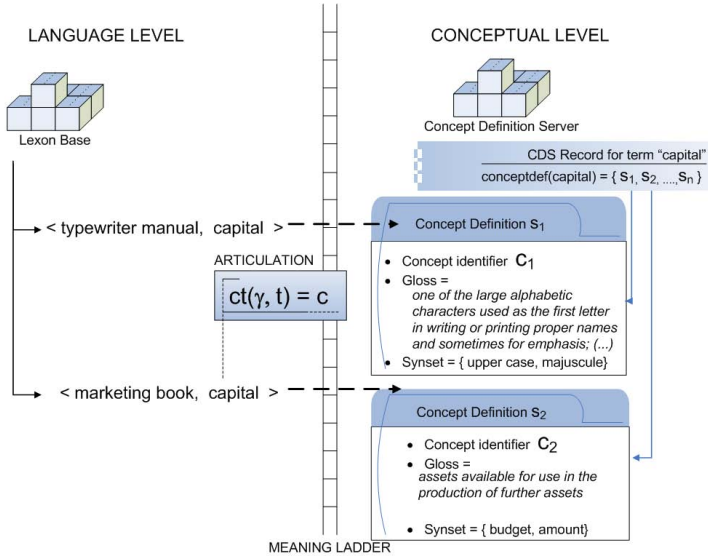 LANGUAGE LEVEL
CONCEPTUAL LEVEL
Lexon Base
Concept Definition Server
CDS Record for term “capital”
conceptdef(capital) = { s1, s2, ....,sn }
< typewriter manual, capital >
Concept Definition s1
ARTICULATION
ct(γ, t) = c
• Concept identifier C1
• Gloss =
one of the large alphabetic
characters used as the first letter
in writing or printing proper names
and sometimes for emphasis; (...)
• Synset = { upper case, majuscule}
< marketing book, capital >
Concept Definition s2
• Concept identifier C2
• Gloss =
assets available for use in the
production of further assets
• Synset = { budget, amount}
MEANING LADDER